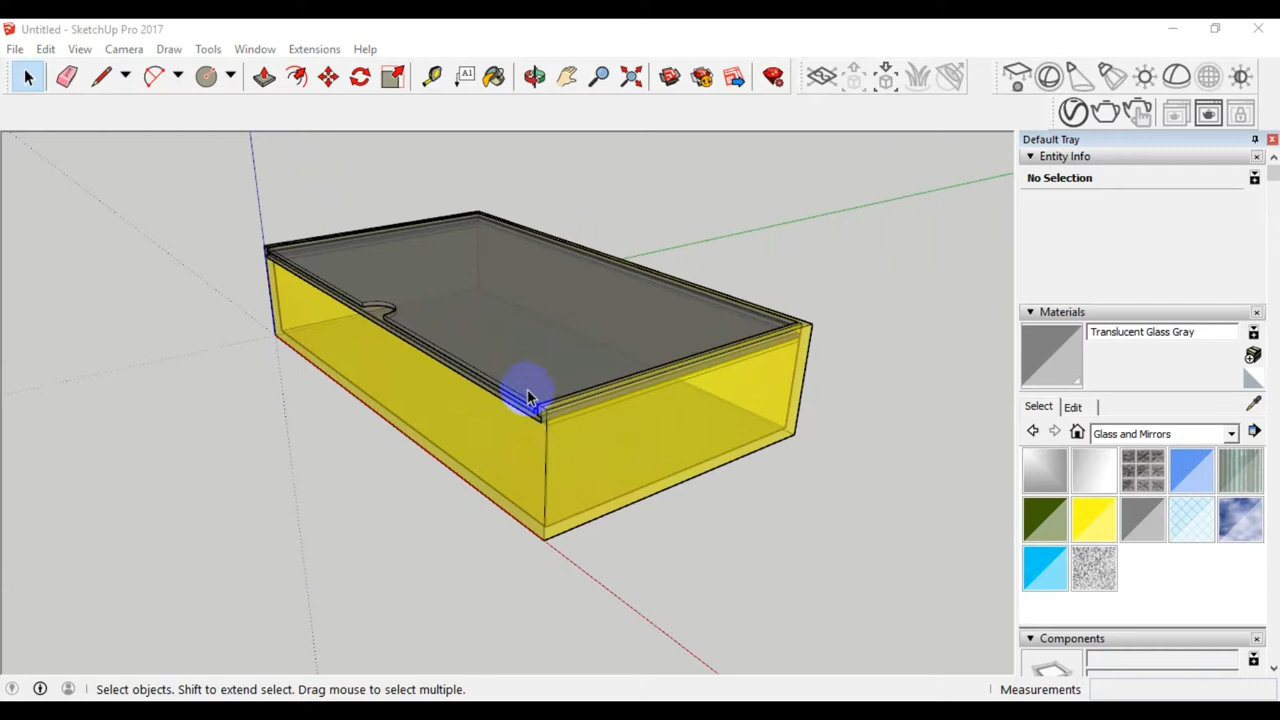 Untitled - SketchUp Pro 2017
File Edit View Camera Draw Tools Window Extensions Help
A1
Default Tray
Entity Info
No Selection
Materials
Translucent Glass Gray
Select Edit
Glass and Mirrors
Components
Select objects. Shift to extend select. Drag mouse to select multiple.
Measurements